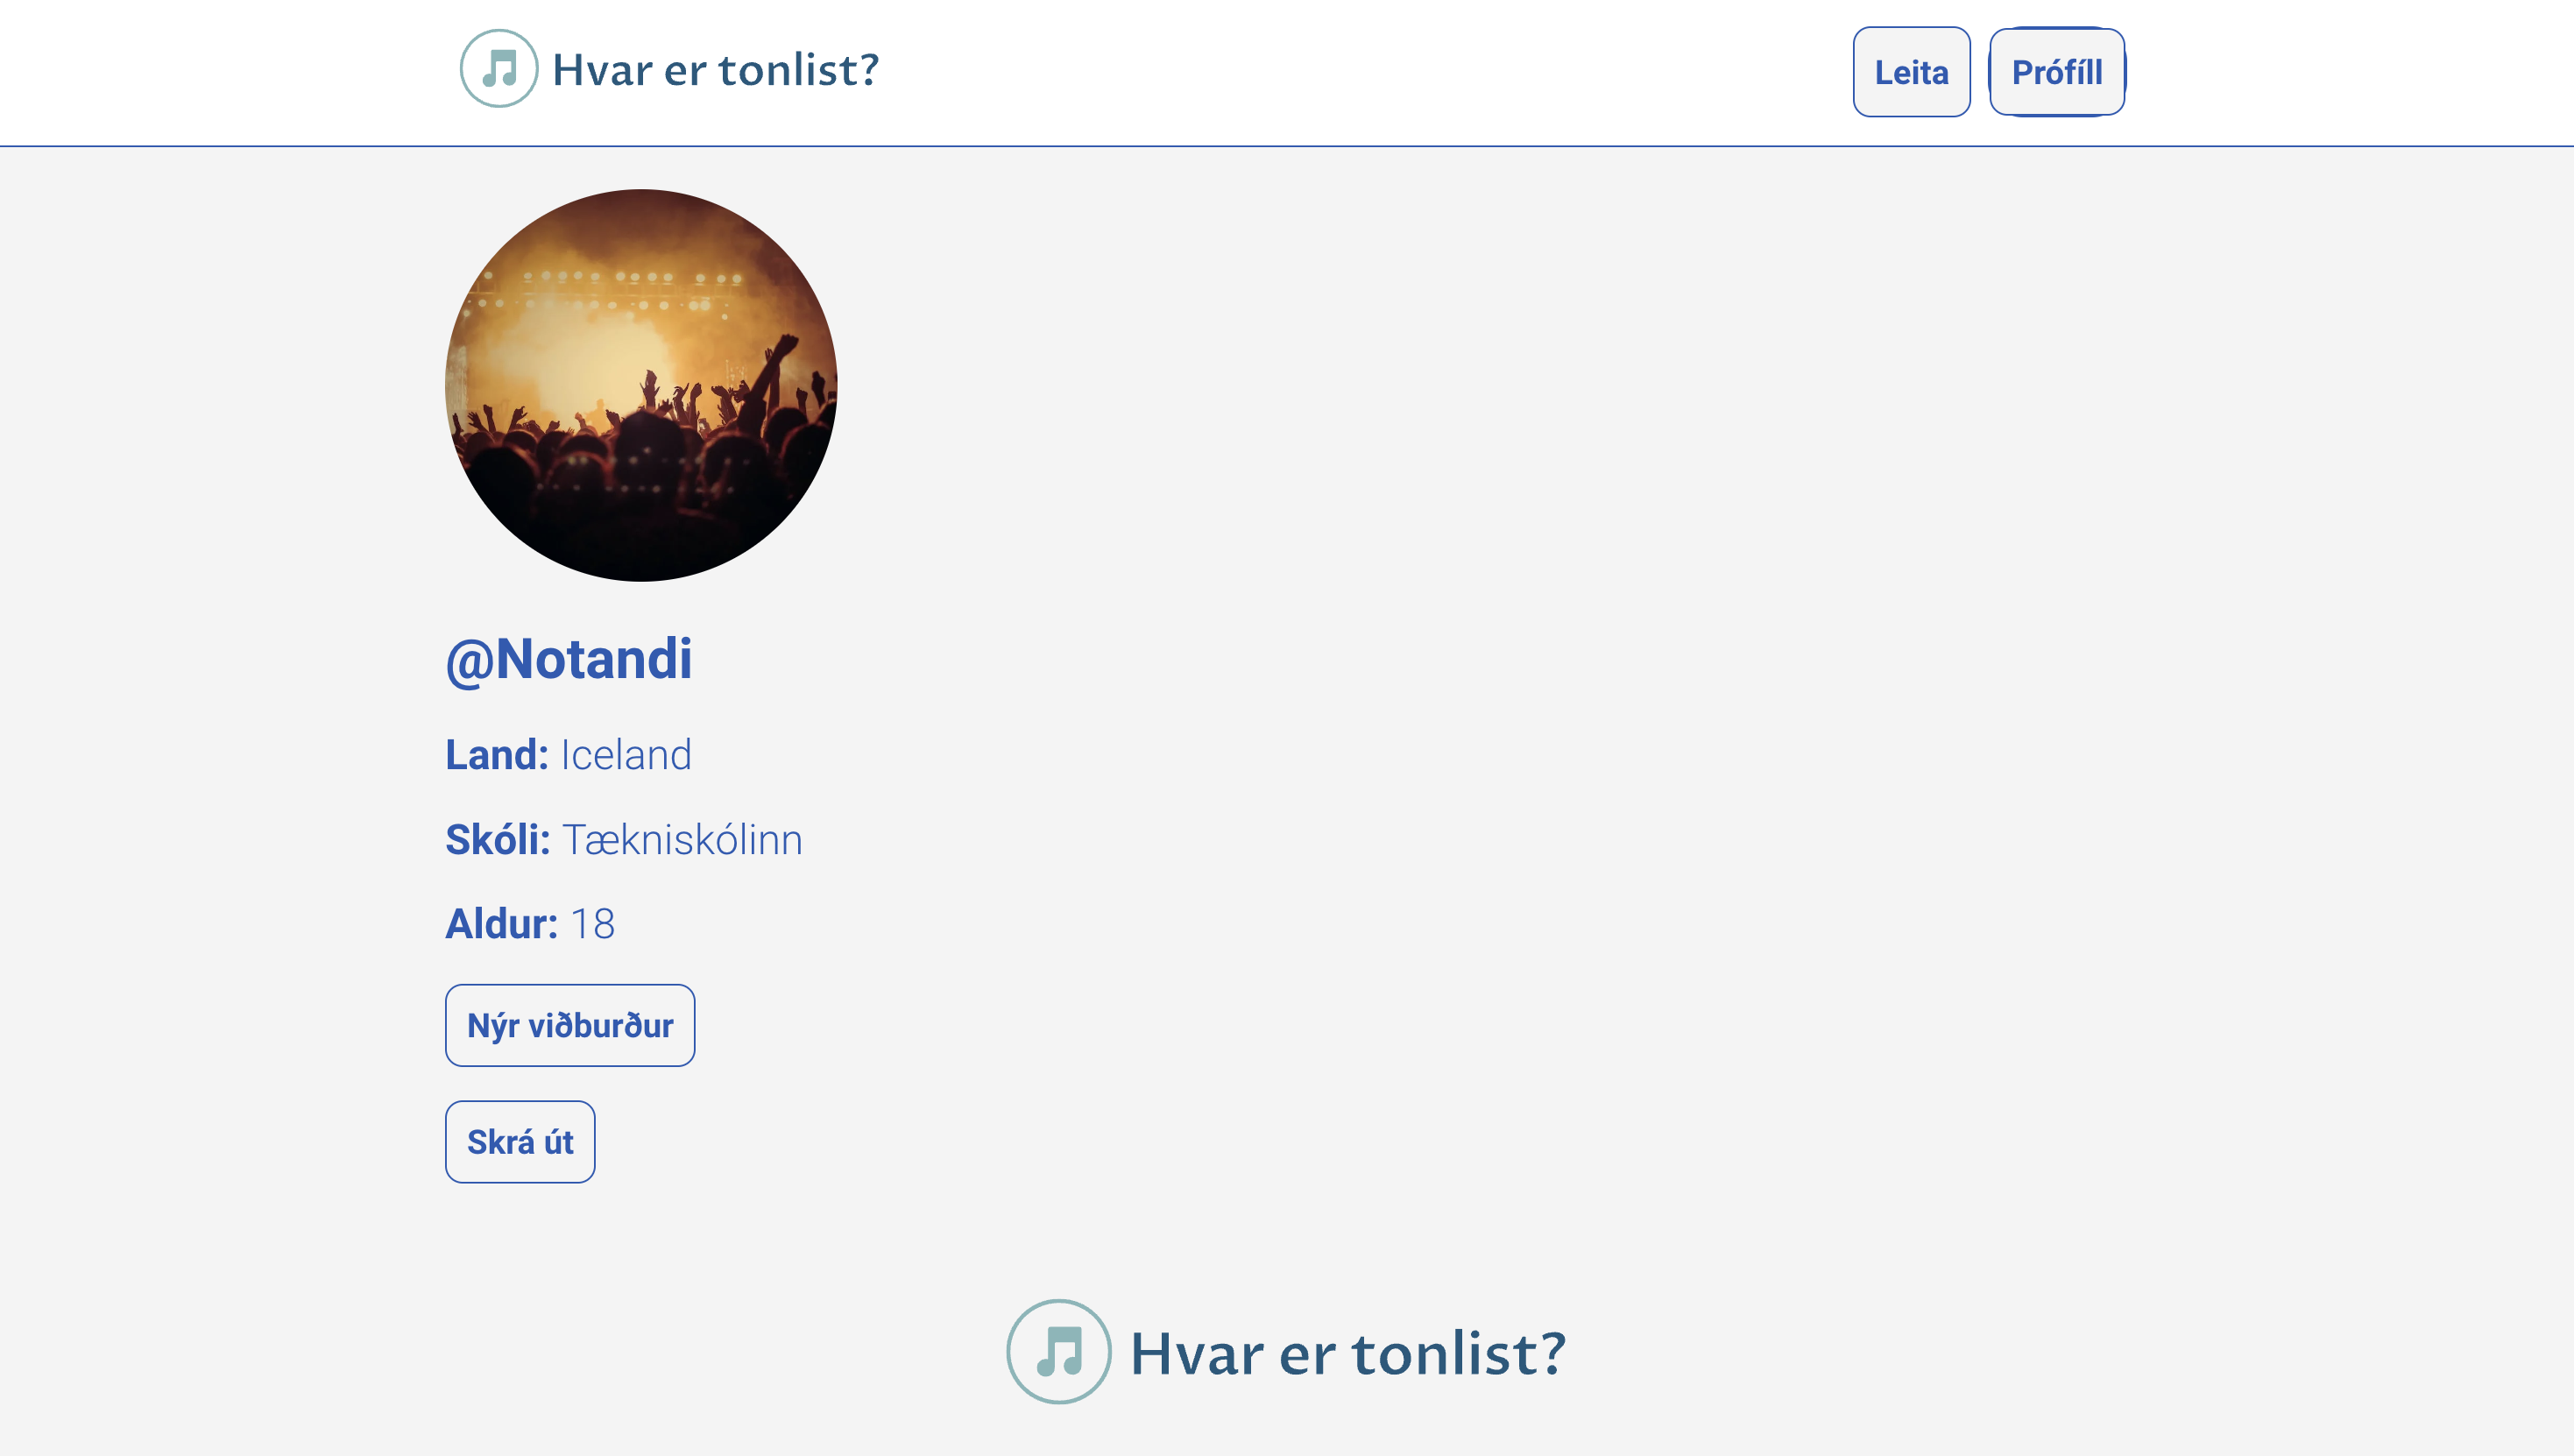 Hvar er tonlist?
Leita
Prófíll
@Notandi
Land: Iceland
Skóli: Tækniskólinn
Aldur: 18
Nýr viðburður
Skrá út
Hvar er tonlist?